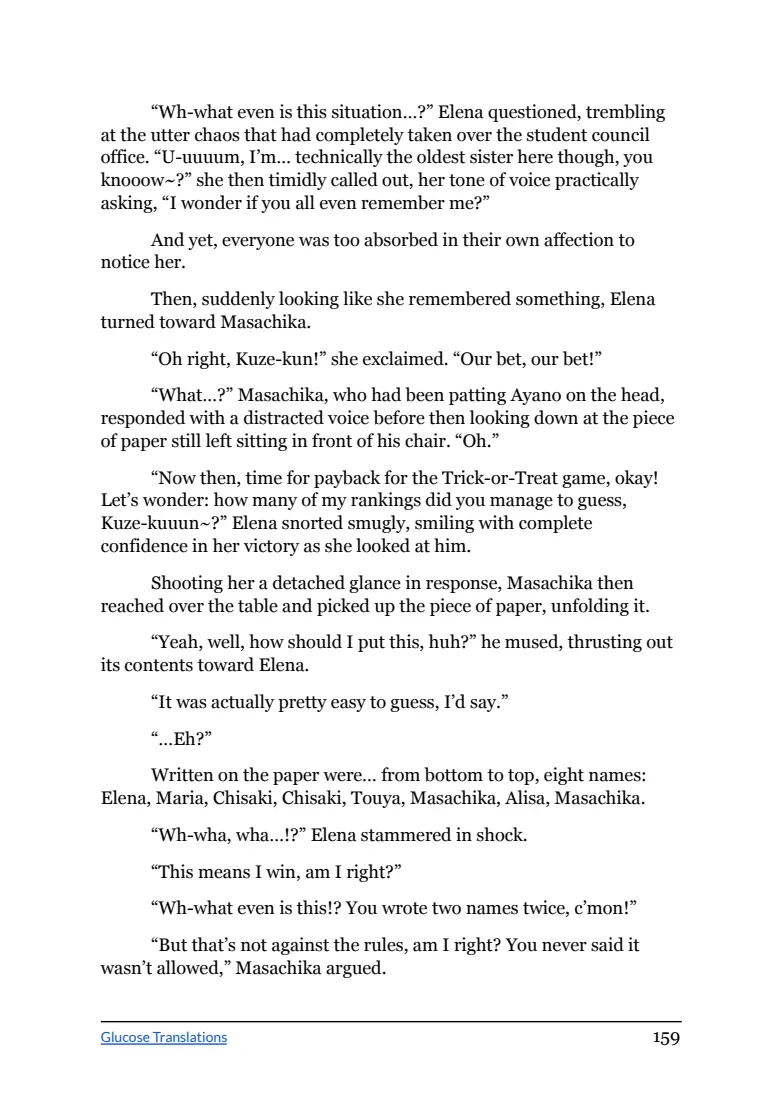 “Wh-what even is this situation…?” Elena questioned, trembling
at the utter chaos that had completely taken over the student council
office. “U-uuuum, I’m… technically the oldest sister here though, you
knooow~?” she then timidly called out, her tone of voice practically
asking, “I wonder if you all even remember me?”
And yet, everyone was too absorbed in their own affection to
notice her.
Then, suddenly looking like she remembered something, Elena
turned toward Masachika.
“Oh right, Kuze-kun!” she exclaimed. “Our bet, our bet!”
“What…?” Masachika, who had been patting Ayano on the head,
responded with a distracted voice before then looking down at the piece
of paper still left sitting in front of his chair. “Oh.”
“Now then, time for payback for the Trick-or-Treat game, okay!
Let’s wonder: how many of my rankings did you manage to guess,
Kuze-kuuun~?” Elena snorted smugly, smiling with complete
confidence in her victory as she looked at him.
Shooting her a detached glance in response, Masachika then
reached over the table and picked up the piece of paper, unfolding it.
“Yeah, well, how should I put this, huh?” he mused, thrusting out
its contents toward Elena.
“It was actually pretty easy to guess, I’d say.”
“…Eh?”
Written on the paper were… from bottom to top, eight names:
Elena, Maria, Chisaki, Chisaki, Touya, Masachika, Alisa, Masachika.
“Wh-wha, wha…!?” Elena stammered in shock.
“This means I win, am I right?”
“Wh-what even is this!? You wrote two names twice, c’mon!”
“But that’s not against the rules, am I right? You never said it
wasn’t allowed,” Masachika argued.
Glucose Translations 159